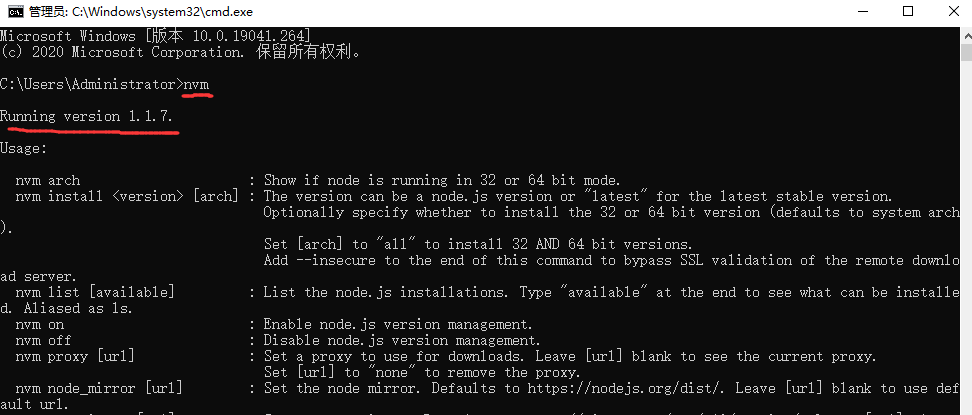 管理员: C:\Windows\system32\cmd.exe
Microsoft Windows [版本 10.0.19041.264]
(c) 2020 Microsoft Corporation. 保留所有权利。
C:\Users\Administrator>nvm
Running version 1.1.7.
Usage:
nvm arch : Show if node is running in 32 or 64 bit mode.
nvm install <version> [arch] : The version can be a node.js version or "latest" for the latest stable version.
Optionally specify whether to install the 32 or 64 bit version (defaults to system arch
).
Set [arch] to "all" to install 32 AND 64 bit versions.
Add --insecure to the end of this command to bypass SSL validation of the remote downlo
ad server.
nvm list [available] : List the node.js installations. Type "available" at the end to see what can be installe
d. Aliased as ls.
nvm on : Enable node.js version management.
nvm off : Disable node.js version management.
nvm proxy [url] : Set a proxy to use for downloads. Leave [url] blank to see the current proxy.
Set [url] to "none" to remove the proxy.
nvm node_mirror [url] : Set the node mirror. Defaults to https://nodejs.org/dist/. Leave [url] blank to use def
ault url.